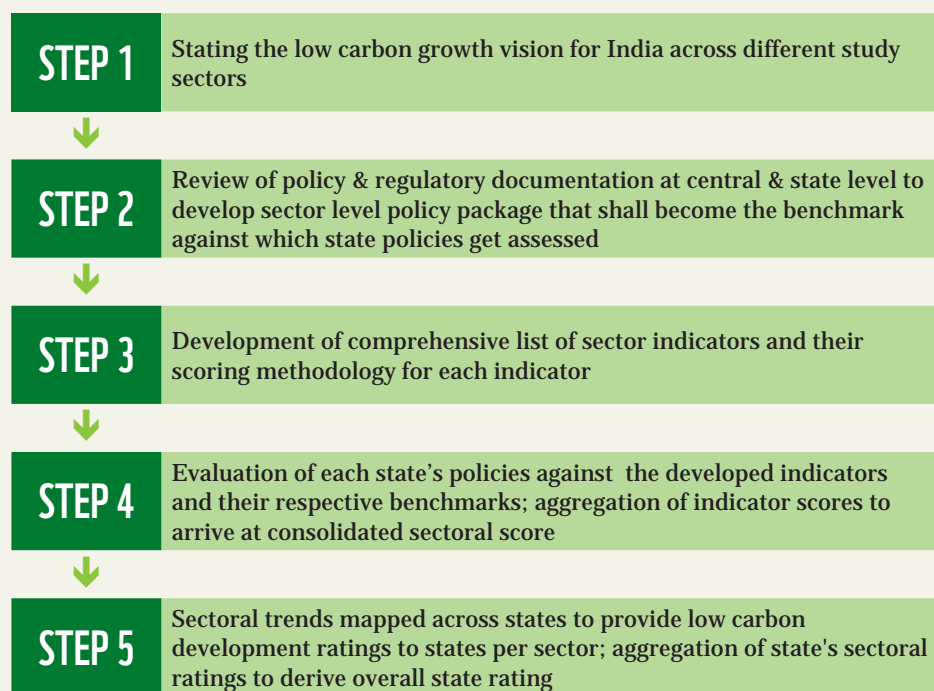 STEP 1
Stating the low carbon growth vision for India across different study
sectors
STEP 2
Review of policy & regulatory documentation at central & state level to
develop sector level policy package that shall become the benchmark
against which state policies get assessed
STEP 3
Development of comprehensive list of sector indicators and their
scoring methodology for each indicator
STEP 4
Evaluation of each state’s policies against the developed indicators
and their respective benchmarks; aggregation of indicator scores to
arrive at consolidated sectoral score
STEP 5
Sectoral trends mapped across states to provide low carbon
development ratings to states per sector; aggregation of state's sectoral
ratings to derive overall state rating